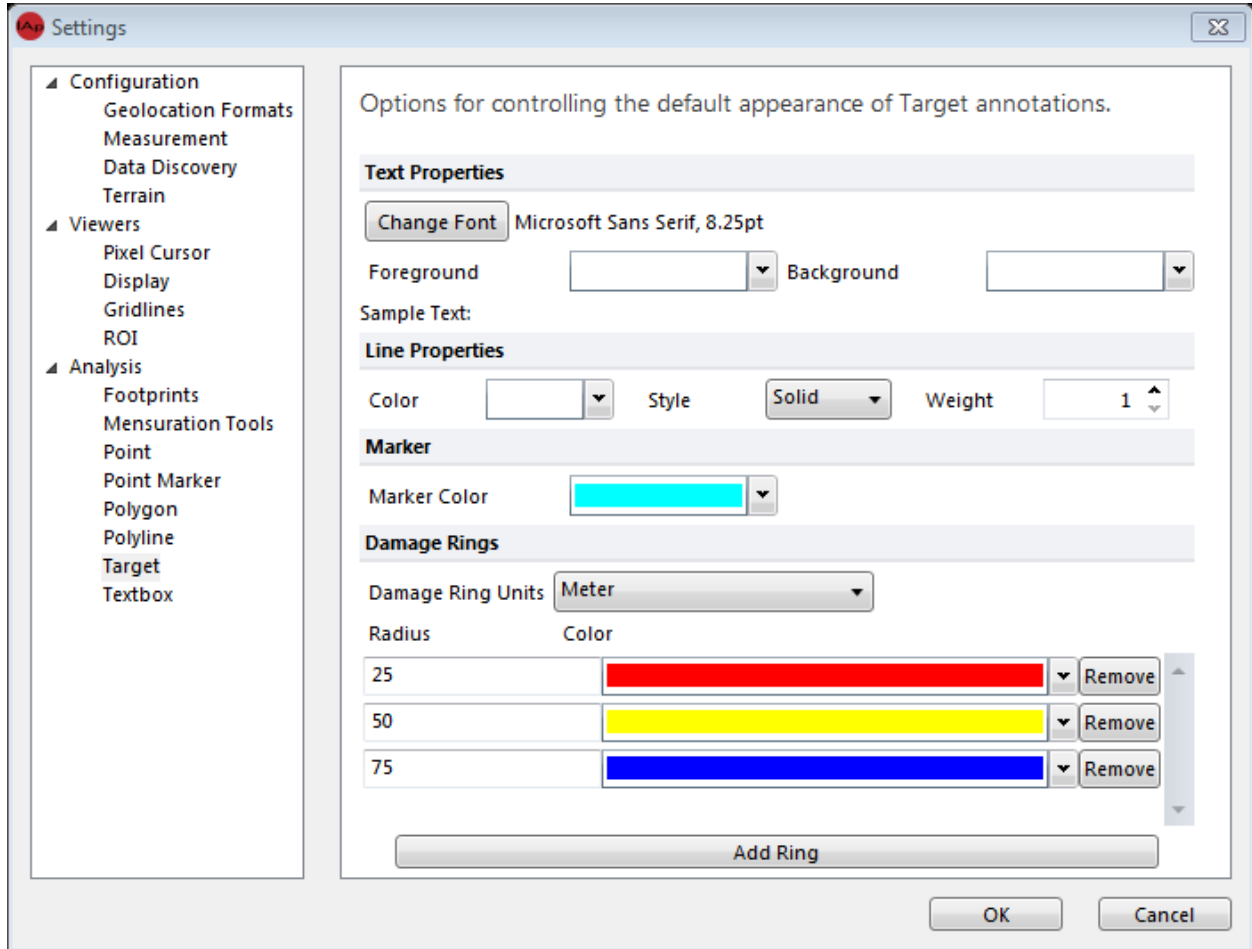 IAp Settings
Configuration
Geolocation Formats
Measurement
Data Discovery
Terrain
Viewers
Pixel Cursor
Display
Gridlines
ROI
Analysis
Footprints
Mensuration Tools
Point
Point Marker
Polygon
Polyline
Target
Textbox
Options for controlling the default appearance of Target annotations.
Text Properties
Change Font Microsoft Sans Serif, 8.25pt
Foreground Background
Sample Text:
Line Properties
Color Style Solid Weight 1
Marker
Marker Color
Damage Rings
Damage Ring Units Meter
Radius Color
25 Remove
50 Remove
75 Remove
Add Ring
OK Cancel